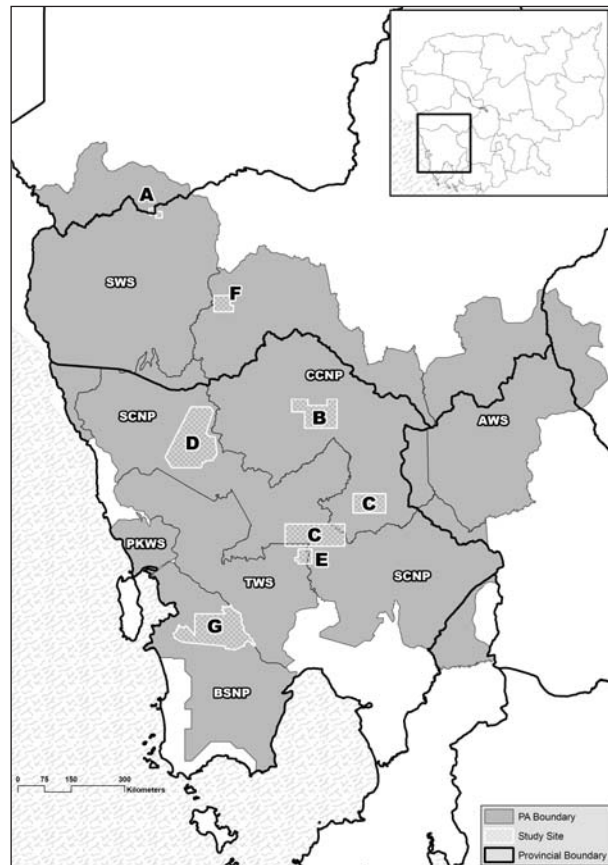 A
SWS
F
CCNP
SCNP
B
AWS
D
C
C
PKWS
E
TWS
SCNP
G
BSNP
0 75 150 300
Kilometers
PA Boundary
Study Site
Provincial Boundary